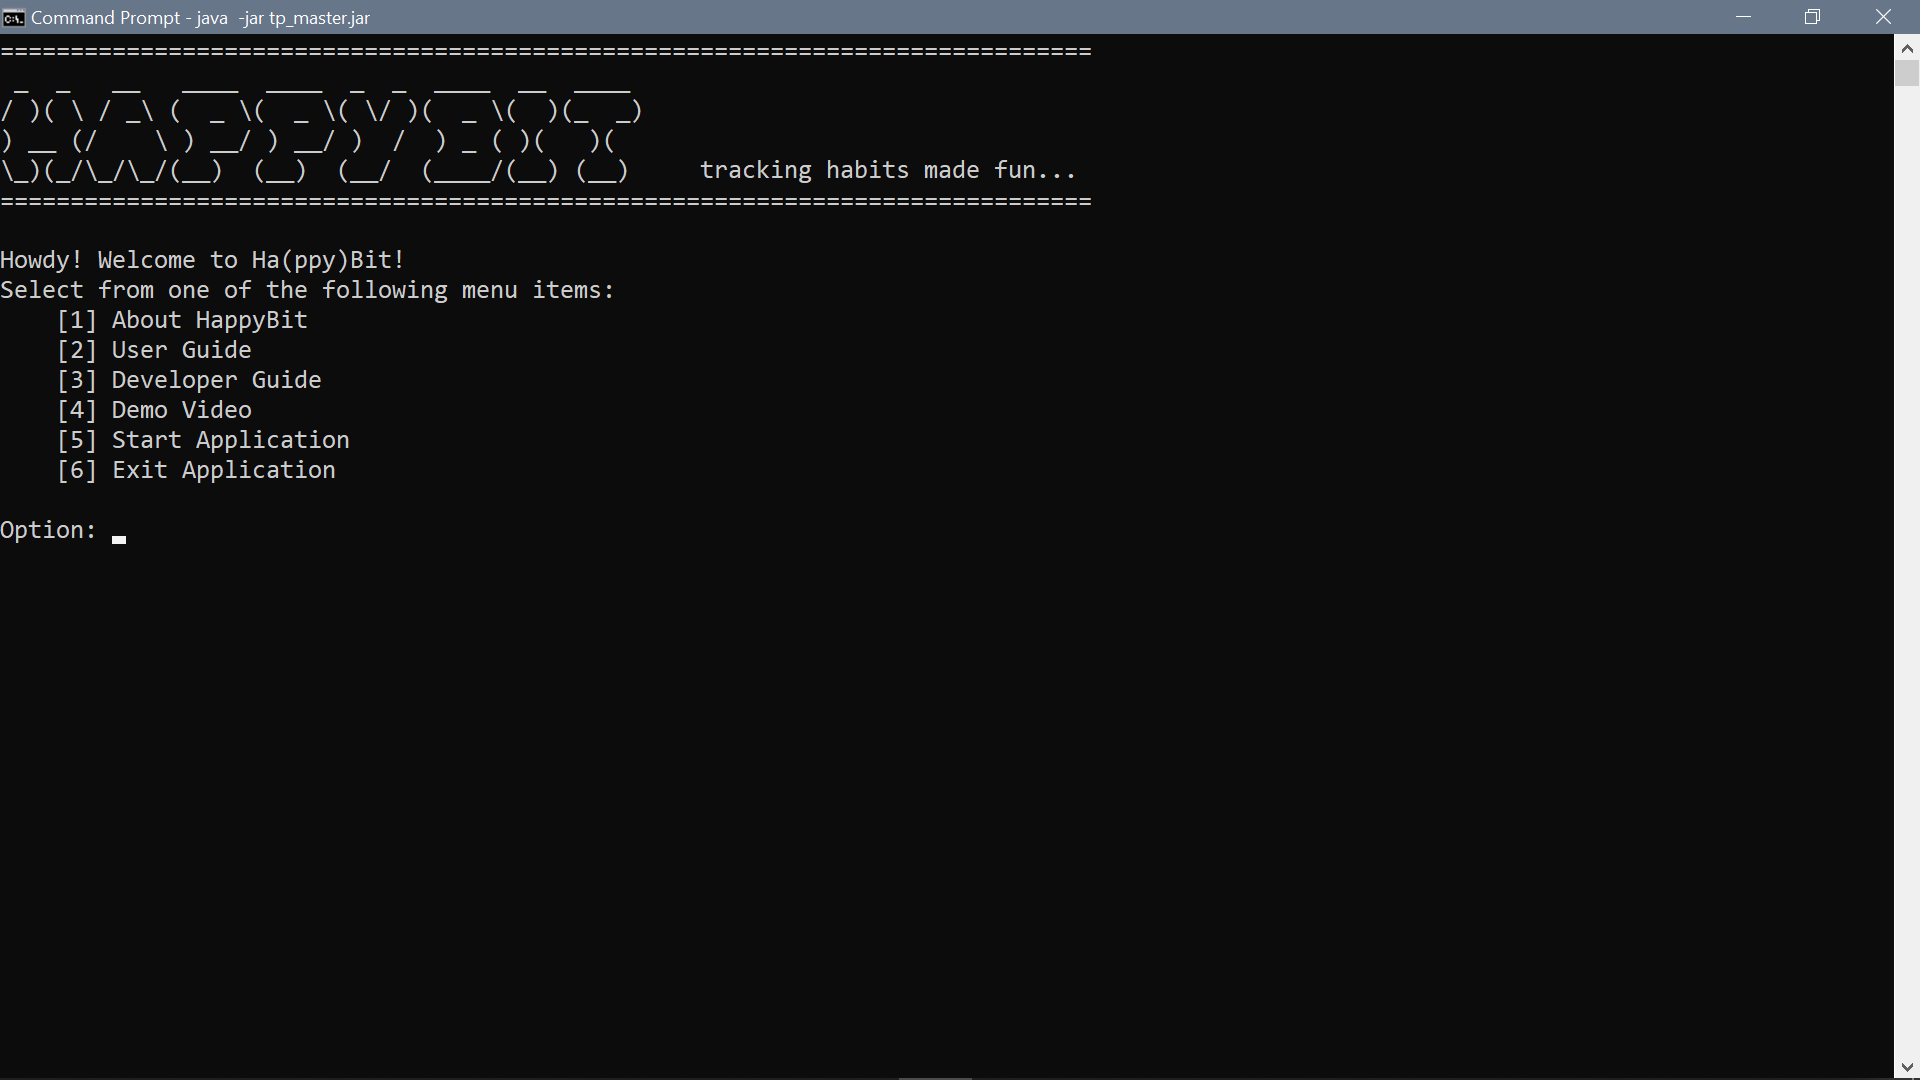 Command Prompt - java  -jar tp_master.jar
==============================================================================
 _  _   __   ____  ____  _  _  ____  __  ____
/ )( \ / _\ (  _ \(  _ \( \/ )(  _ \(  )(_  _)
) __ (/    \ ) __/ ) __/ )  /  ) _ ( )(   )(
\_)(_/\_/\_/(__)  (__)  (__/  (____/(__) (__)     tracking habits made fun...
==============================================================================
Howdy! Welcome to Ha(ppy)Bit!
Select from one of the following menu items:
    [1] About HappyBit
    [2] User Guide
    [3] Developer Guide
    [4] Demo Video
    [5] Start Application
    [6] Exit Application
Option: _